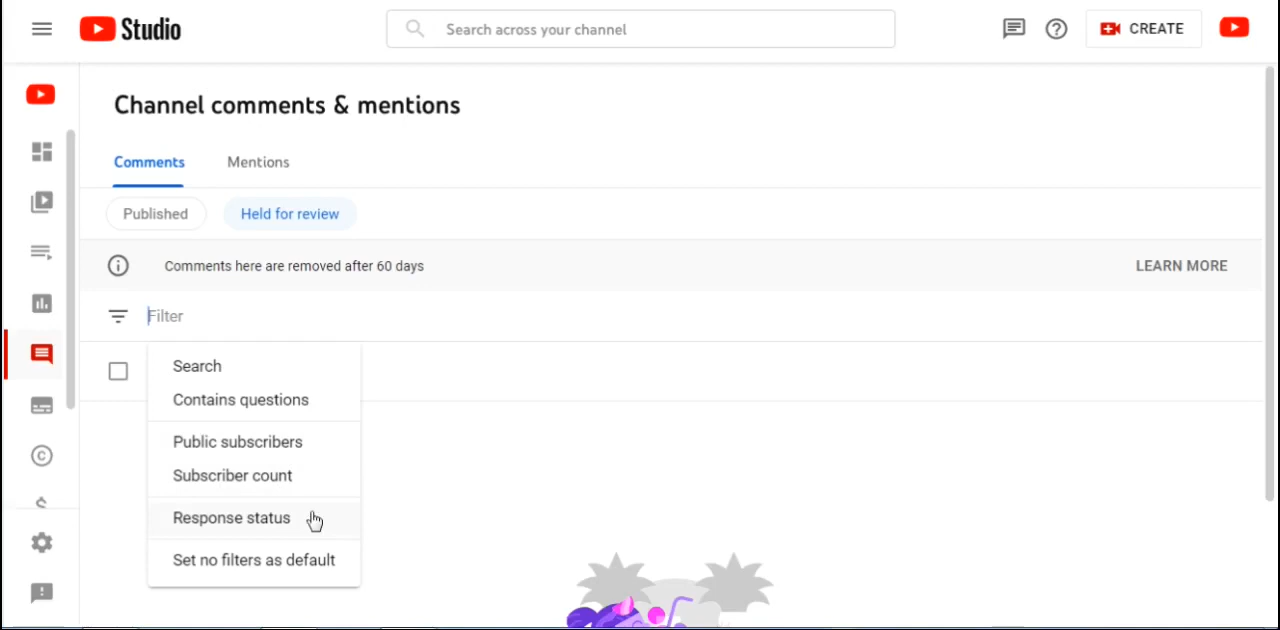 Studio
Search across your channel
CREATE
Channel comments & mentions
Comments
Mentions
Published
Held for review
Comments here are removed after 60 days
LEARN MORE
Filter
Search
Contains questions
Public subscribers
Subscriber count
Response status
Set no filters as default